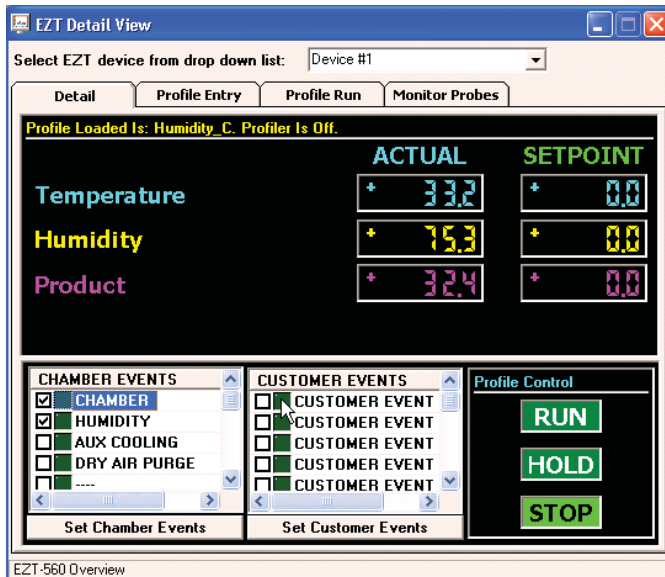 EZT Detail View
Select EZT device from drop down list: Device #1
Detail Profile Entry Profile Run Monitor Probes
Profile Loaded Is: Humidity_C. Profiler Is Off.
ACTUAL SETPOINT
Temperature + 33.2 + 0.0
Humidity + 75.3 + 0.0
Product + 32.4 + 0.0
CHAMBER EVENTS
CHAMBER
HUMIDITY
AUX COOLING
DRY AIR PURGE
----
Set Chamber Events
CUSTOMER EVENTS
CUSTOMER EVENT
CUSTOMER EVENT
CUSTOMER EVENT
CUSTOMER EVENT
CUSTOMER EVENT
Set Customer Events
Profile Control
RUN
HOLD
STOP
EZT-560 Overview